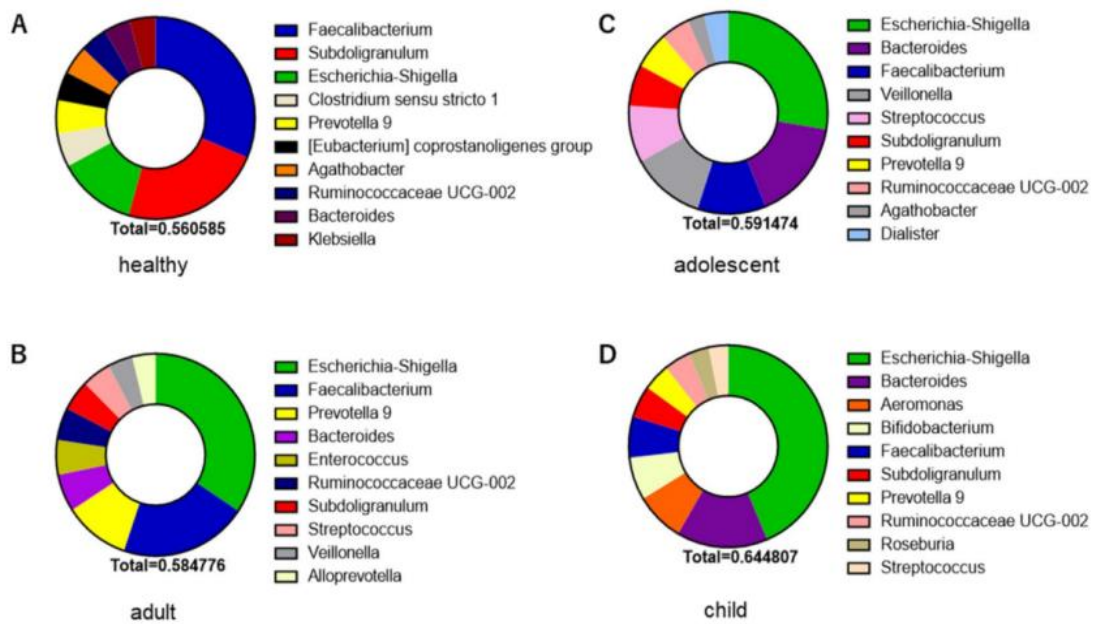 A
Faecalibacterium
Subdoligranulum
Escherichia-Shigella
Clostridium sensu stricto 1
Prevotella 9
[Eubacterium] coprostanoligenes group
Agathobacter
Ruminococcaceae UCG-002
Bacteroides
Klebsiella
Total=0.560585
healthy
C
Escherichia-Shigella
Bacteroides
Faecalibacterium
Veillonella
Streptococcus
Subdoligranulum
Prevotella 9
Ruminococcaceae UCG-002
Agathobacter
Dialister
Total=0.591474
adolescent
B
Escherichia-Shigella
Faecalibacterium
Prevotella 9
Bacteroides
Enterococcus
Ruminococcaceae UCG-002
Subdoligranulum
Streptococcus
Veillonella
Alloprevotella
Total=0.584776
adult
D
Escherichia-Shigella
Bacteroides
Aeromonas
Bifidobacterium
Faecalibacterium
Subdoligranulum
Prevotella 9
Ruminococcaceae UCG-002
Roseburia
Streptococcus
Total=0.644807
child